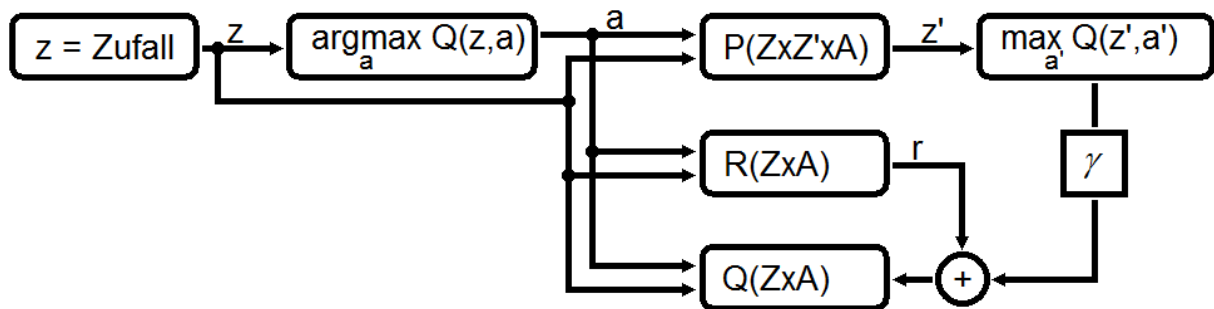 z = Zufall
z
argmax Q(z,a)
a
a
P(ZxZ'xA)
z'
max Q(z',a')
a'
R(ZxA)
r
γ
Q(ZxA)
+